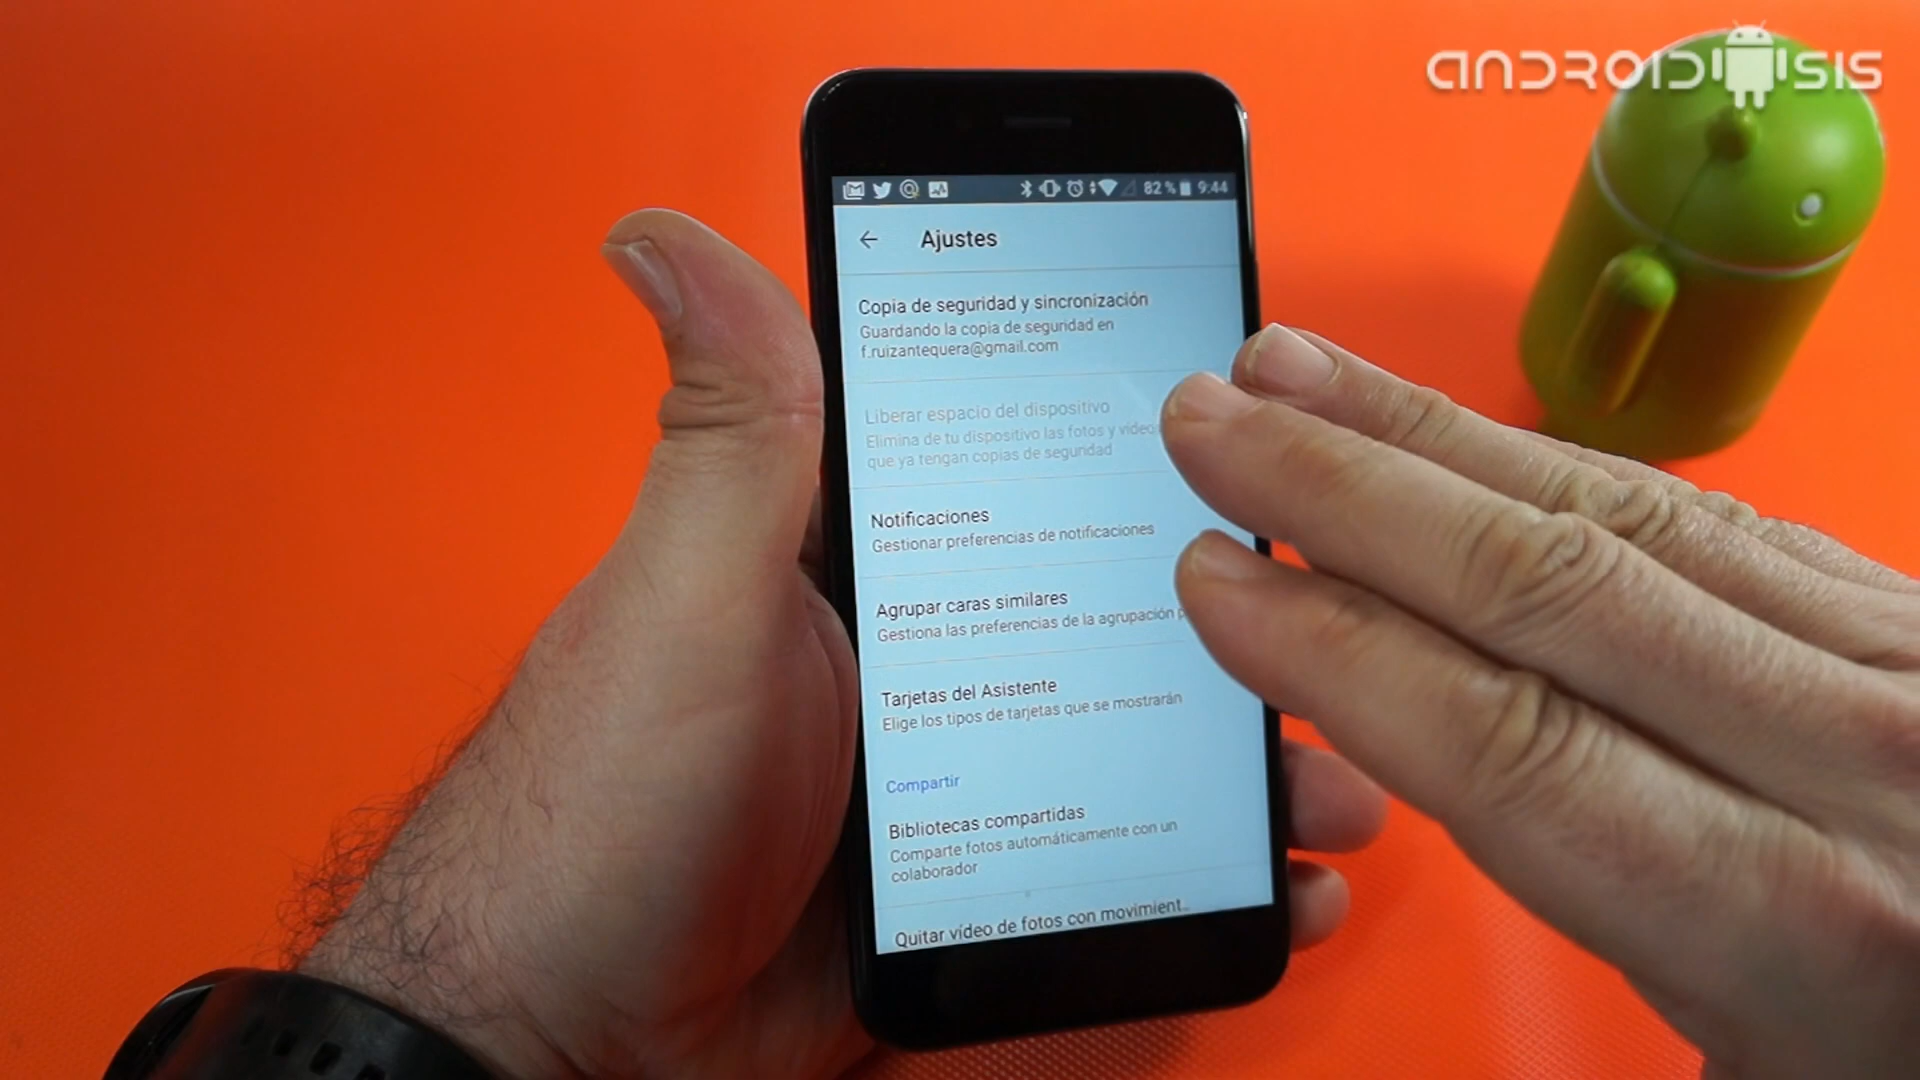 ANDROIDSIS
82 % 9:44
Ajustes
Copia de seguridad y sincronización
Guardando la copia de seguridad en
f.ruizantequera@gmail.com
Liberar espacio del dispositivo
Elimina de tu dispositivo las fotos y vídeo
que ya tengan copias de seguridad
Notificaciones
Gestionar preferencias de notificaciones
Agrupar caras similares
Gestiona las preferencias de la agrupación p
Tarjetas del Asistente
Elige los tipos de tarjetas que se mostrarán
Compartir
Bibliotecas compartidas
Comparte fotos automáticamente con un
colaborador
Quitar vídeo de fotos con movimient..